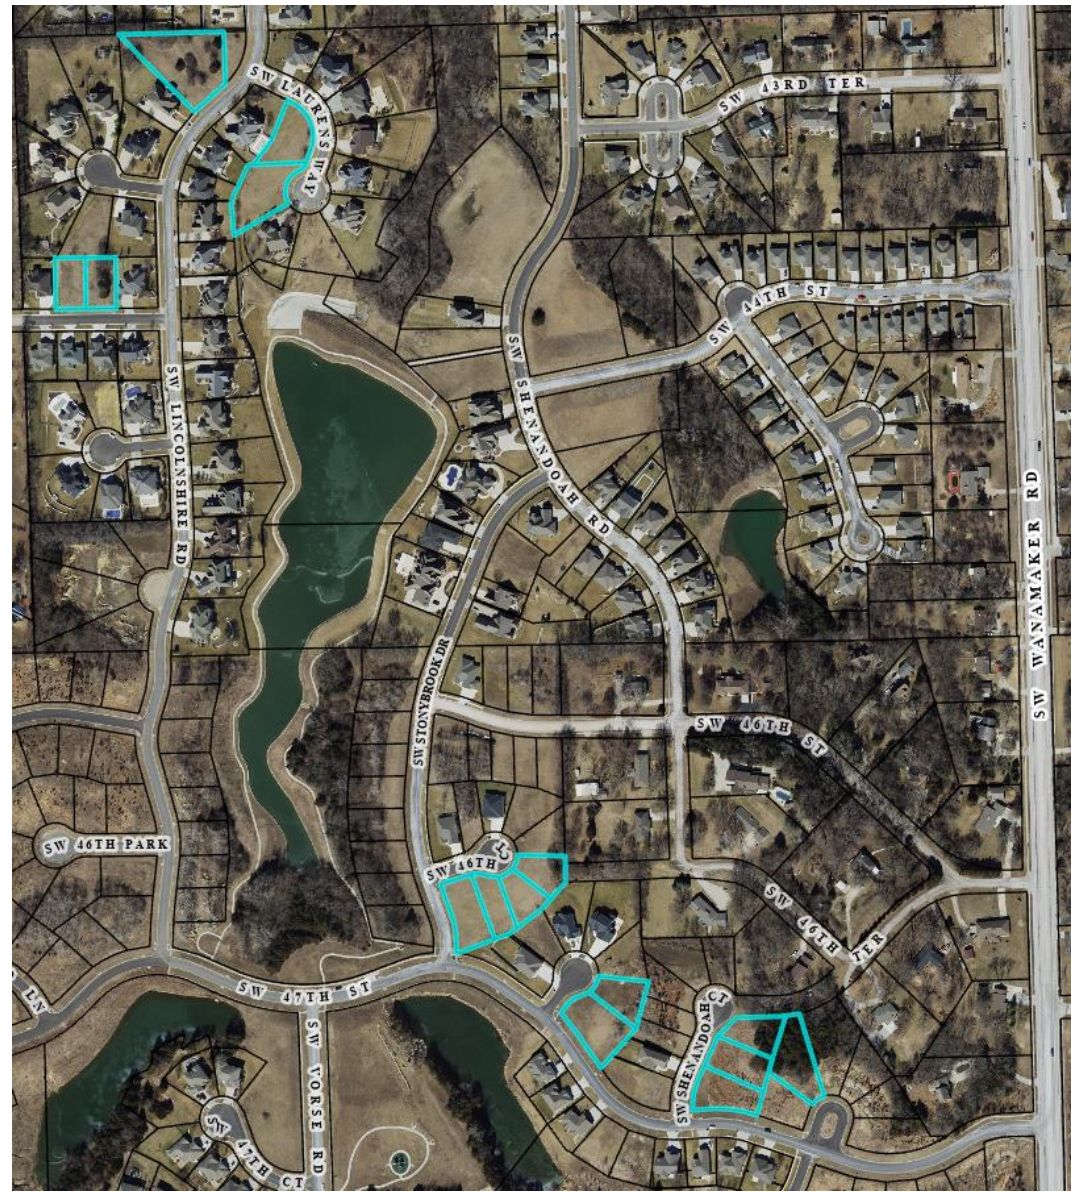 SW LAURENS WAY
SW 43RD TER
SW 44TH ST
SW SHENANDOAH RD
SW LINCOLNSHIRE RD
SW WANAMAKER RD
SW STONYBROOK DR
SW 46TH ST
SW 46TH PARK
SW 46TH CT
SW 46TH TER
LN
SW 47TH ST
SW SHENANDOAH CT
SW VORSE RD
SW 47TH CT